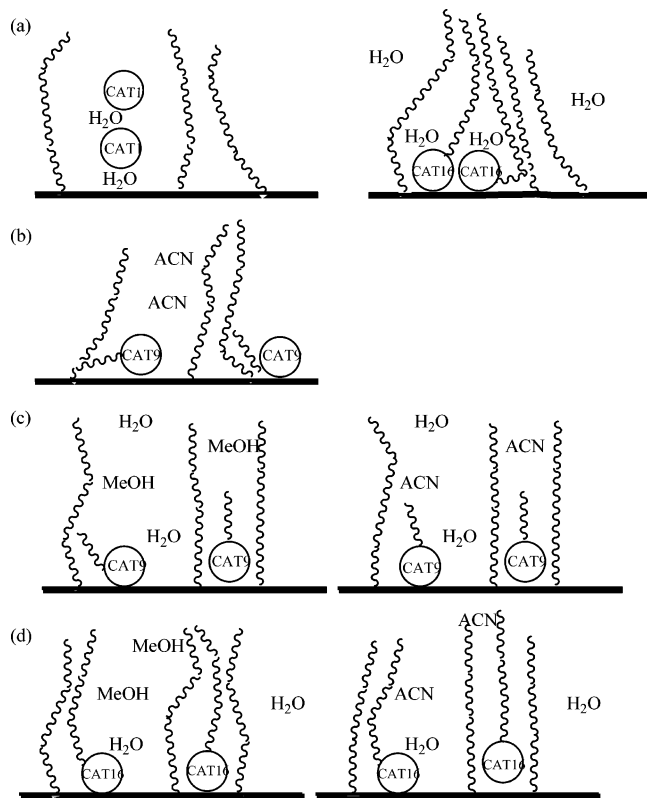 (a)
CAT1
H2O
CAT1
H2O
H2O
H2O
H2O
H2O
CAT16
CAT16
(b)
ACN
ACN
CAT9
CAT9
(c)
H2O
MeOH
MeOH
H2O
CAT9
CAT9
H2O
ACN
ACN
H2O
CAT9
CAT9
(d)
MeOH
MeOH
H2O
H2O
CAT16
CAT16
ACN
ACN
H2O
H2O
CAT16
CAT16